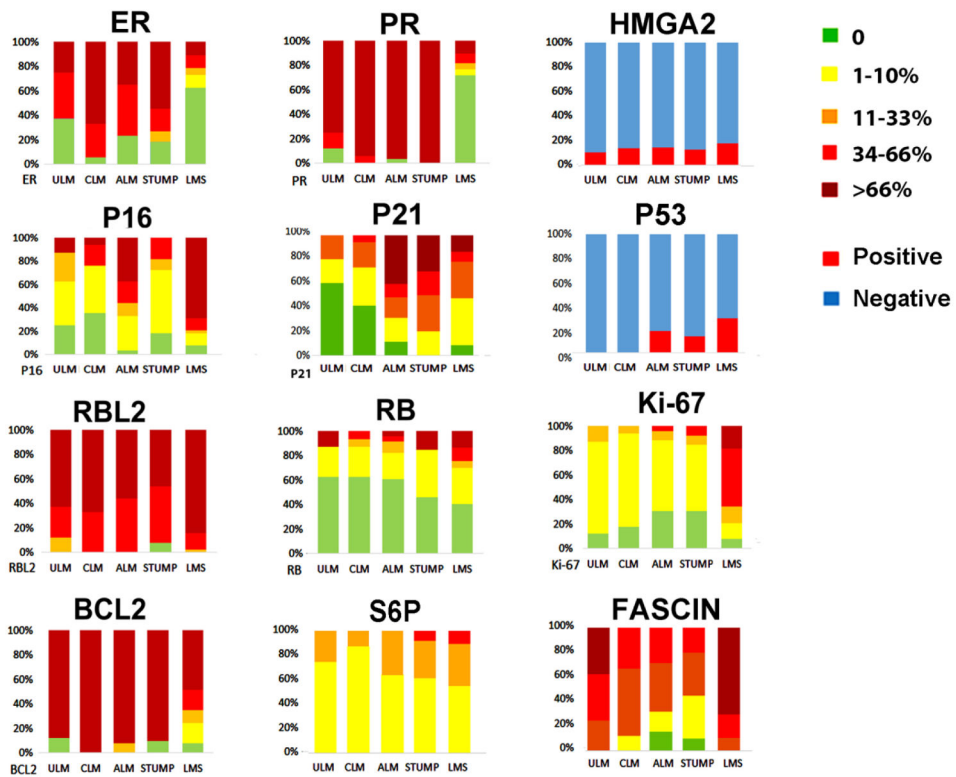 ER
100%
80%
60%
40%
20%
0%
ER
ULM CLM ALM STUMP LMS
PR
100%
80%
60%
40%
20%
0%
PR
ULM CLM ALM STUMP LMS
HMGA2
100%
80%
60%
40%
20%
0%
ULM CLM ALM STUMP LMS
0
1-10%
11-33%
34-66%
>66%
Positive
Negative
P16
100%
80%
60%
40%
20%
0%
P16
ULM CLM ALM STUMP LMS
P21
100%
80%
60%
40%
20%
0%
P21
ULM CLM ALM STUMP LMS
P53
100%
80%
60%
40%
20%
0%
ULM CLM ALM STUMP LMS
RBL2
100%
80%
60%
40%
20%
0%
RBL2
ULM CLM ALM STUMP LMS
RB
100%
80%
60%
40%
20%
0%
RB
ULM CLM ALM STUMP LMS
Ki-67
100%
80%
60%
40%
20%
0%
Ki-67
ULM CLM ALM STUMP LMS
BCL2
100%
80%
60%
40%
20%
0%
BCL2
ULM CLM ALM STUMP LMS
S6P
100%
80%
60%
40%
20%
0%
ULM CLM ALM STUMP LMS
FASCIN
100%
80%
60%
40%
20%
0%
ULM CLM ALM STUMP LMS